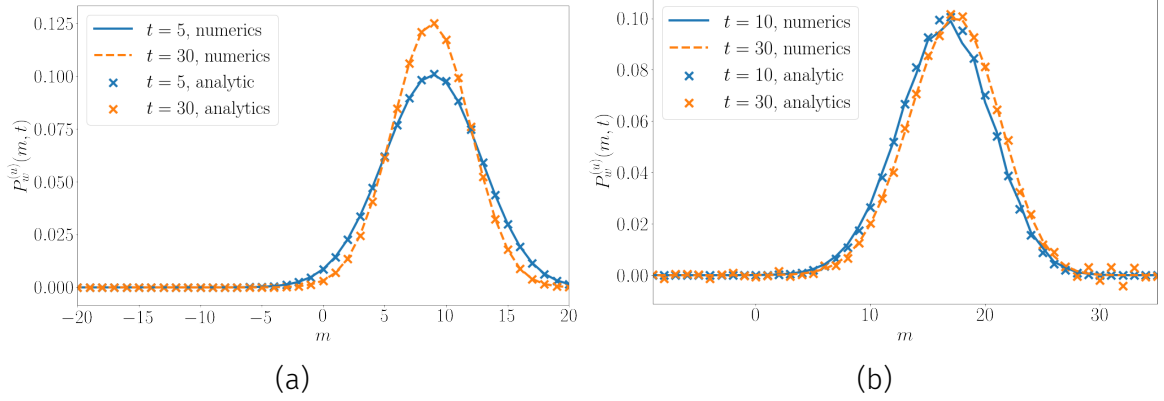 t = 5, numerics
t = 30, numerics
t = 5, analytic
t = 30, analytics
0.125
0.100
0.075
0.050
0.025
0.000
P_w^{(u)}(m, t)
−20 −15 −10 −5 0 5 10 15 20
m
(a)
t = 10, numerics
t = 30, numerics
t = 10, analytic
t = 30, analytics
0.10
0.08
0.06
0.04
0.02
0.00
P_w^{(u)}(m, t)
0 10 20 30
m
(b)